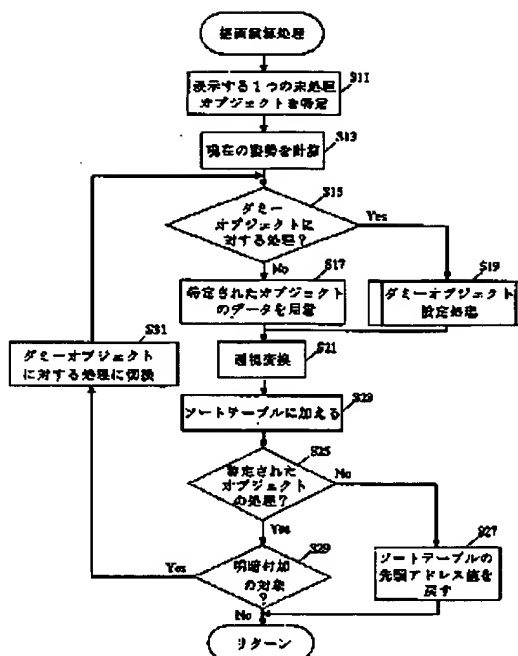 描画演算処理
S11
表示する1つの未処理
オブジェクトを特定
S13
現在の姿勢を計算
S15
ダミー
オブジェクトに
対する処理?
Yes
No
S17
特定されたオブジェクト
のデータを用意
S19
ダミーオブジェクト
設定処理
S31
ダミーオブジェクト
に対する処理に切換
S21
透視変換
S23
ソートテーブルに加える
S25
特定された
オブジェクト
の処理?
No
Yes
S27
ソートテーブルの
先頭アドレス値を
戻す
S29
明暗付加
の対象
?
Yes
No
リターン